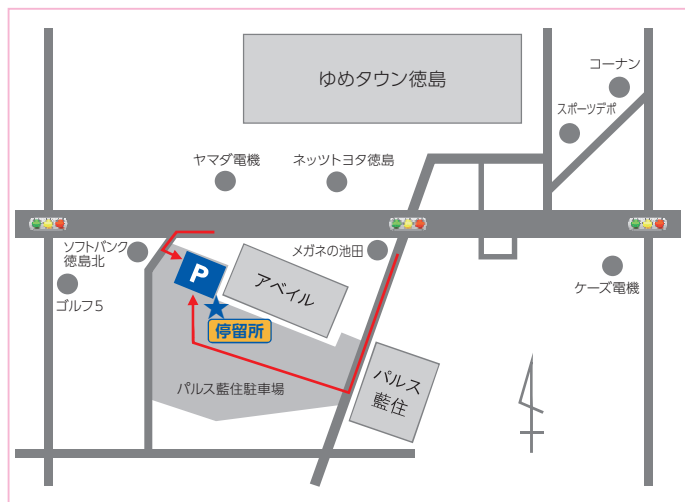 ゆめタウン徳島
コーナン
スポーツデポ
ヤマダ電機
ネッツトヨタ徳島
ソフトバンク
徳島北
メガネの池田
ゴルフ5
P
アベイル
ケーズ電機
停留所
パルス藍住駐車場
パルス
藍住